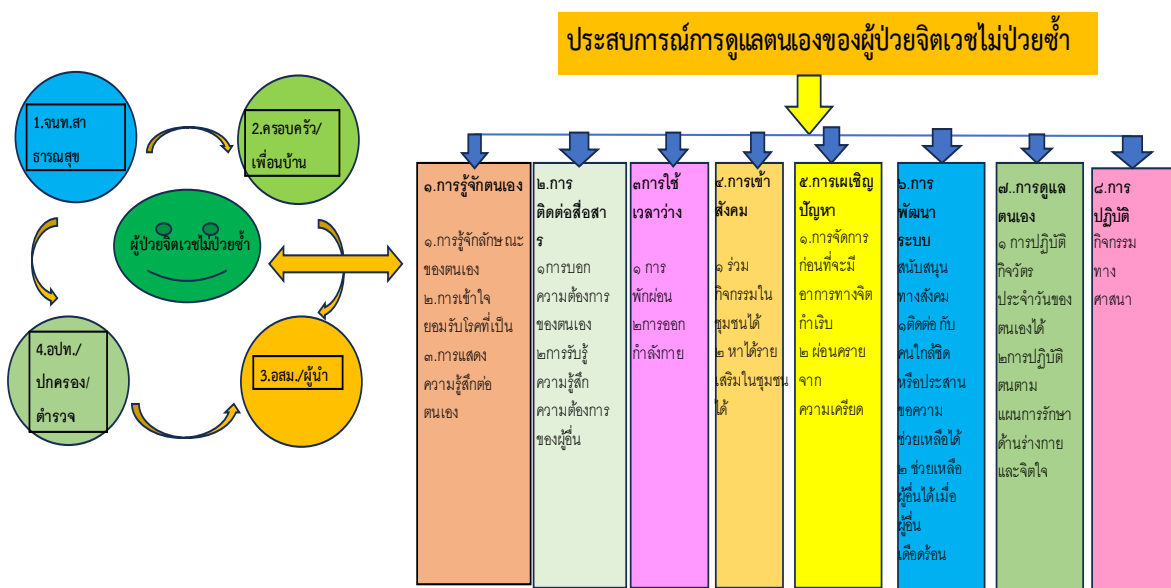 ประสบการณ์การดูแลตนเองของผู้ป่วยจิตเวชไม่ป่วยซ้ำ
1.จนท.สา
ธารณสุข
2.ครอบครัว/
เพื่อนบ้าน
ผู้ป่วยจิตเวชไม่ป่วยซ้ำ
4.อปท./
ปกครอง/
ตำรวจ
3.อสม./ผู้นำ
๑.การรู้จักตนเอง
๑.การรู้จักลักษณะ
ของตนเอง
๒.การเข้าใจ
ยอมรับโรคที่เป็น
๓.การแสดง
ความรู้สึกต่อ
ตนเอง
๒.การ
ติดต่อสื่อสา
ร
๑การบอก
ความต้องการ
ของตนเอง
๒การรับรู้
ความรู้สึก
ความต้องการ
ของผู้อื่น
๓การใช้
เวลาว่าง
๑ การ
พักผ่อน
๒การออก
กำลังกาย
๔.การเข้า
สังคม
๑ ร่วม
กิจกรรมใน
ชุมชนได้
๒ หาได้ราย
เสริมในชุมชน
ได้
๕.การเผเชิญ
ปัญหา
๑.การจัดการ
ก่อนที่จะมี
อาการทางจิต
กำเริบ
๒ ผ่อนคราย
จาก
ความเครียด
๖.การ
พัฒนา
ระบบ
สนับสนุน
ทางสังคม
๑ติดต่อ กับ
คนใกล้ชิด
หรือประสาน
ขอความ
ช่วยเหลือได้
๒ ช่วยเหลือ
ผู้อื่นได้เมื่อ
ผู้อื่น
เดือดร้อน
๗..การดูแล
ตนเอง
๑ การปฏิบัติ
กิจวัตร
ประจำวันของ
ตนเองได้
๒การปฏิบัติ
ตนตาม
แผนการรักษา
ด้านร่างกาย
และจิตใจ
๘.การ
ปฏิบัติ
กิจกรรม
ทาง
ศาสนา